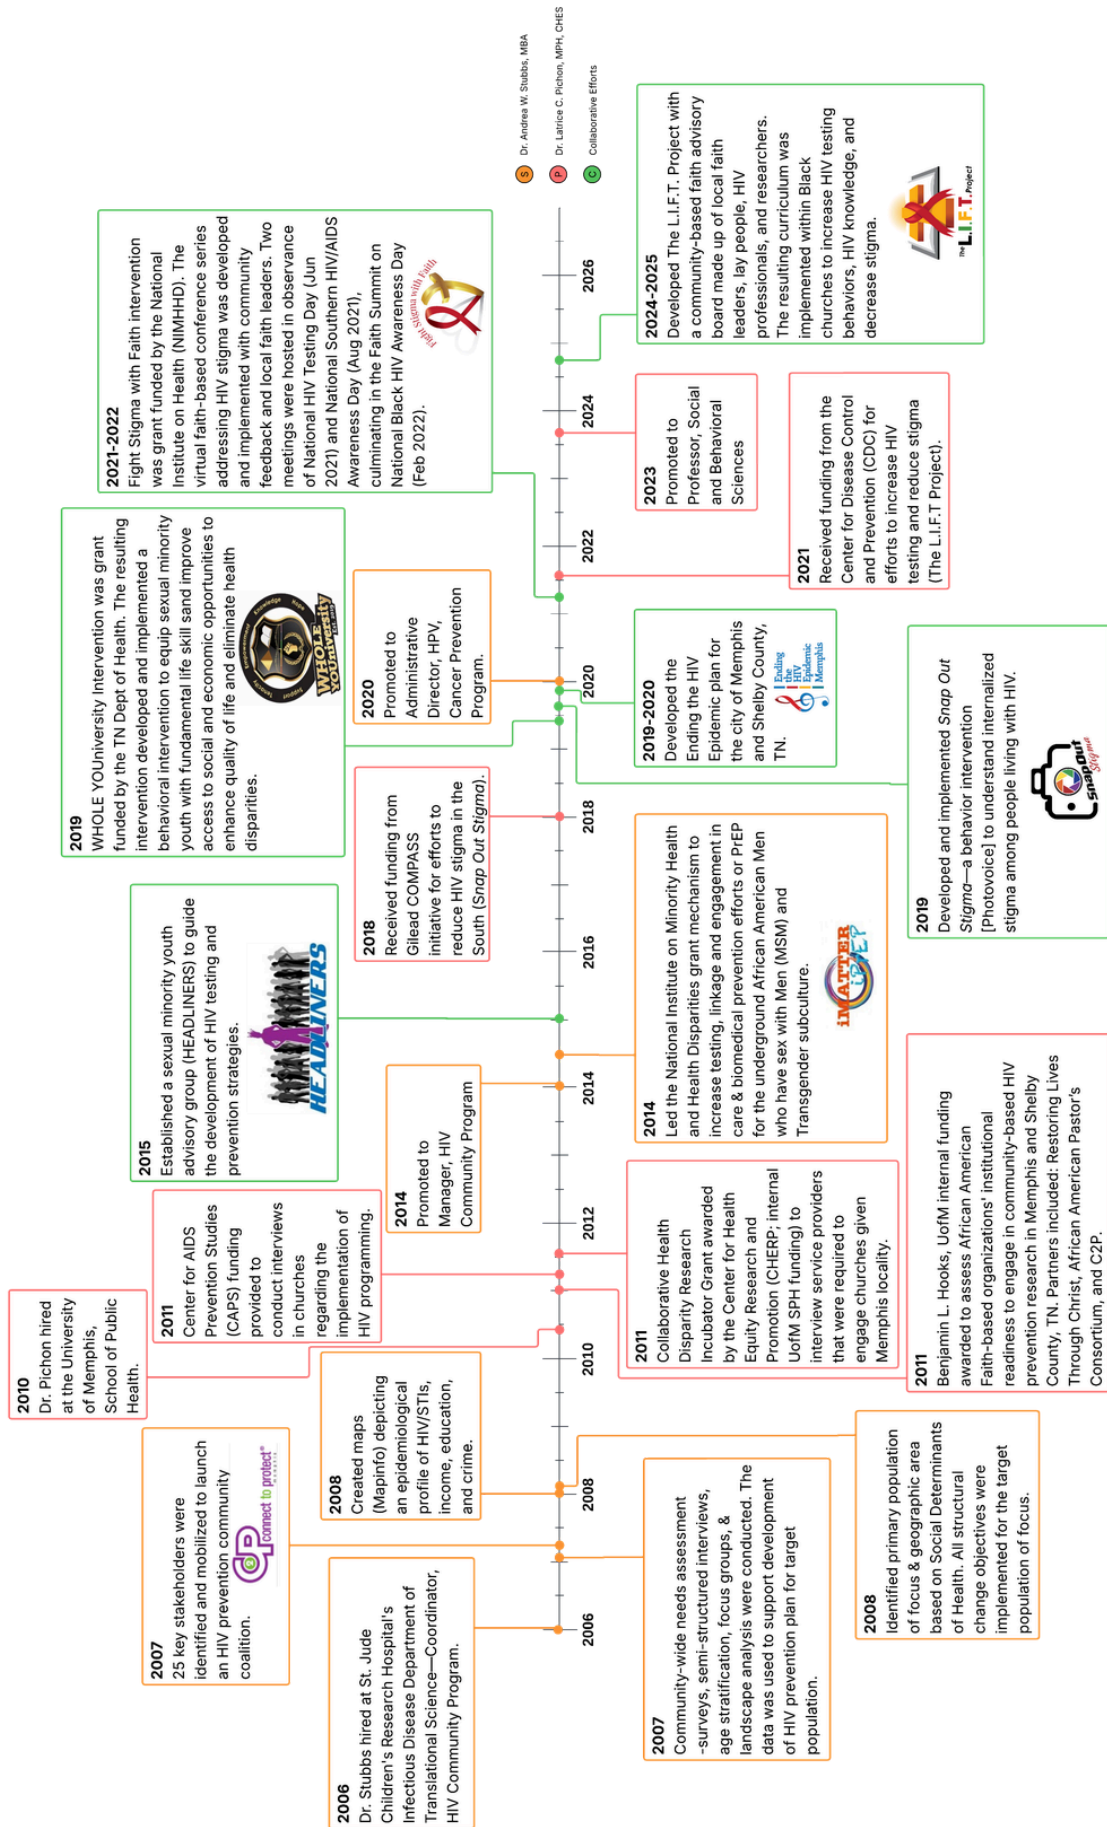 2006
Dr. Stubbs hired at St. Jude
Children's Research Hospital's
Infectious Disease Department of
Translational Science—Coordinator,
HIV Community Program.
2007
25 key stakeholders were
identified and mobilized to launch
an HIV prevention community
coalition.
connect to protect
2008
Created maps
(Mapinfo) depicting
an epidemiological
profile of HIV/STIs,
income, education,
and crime.
2010
Dr. Pichon hired
at the University
of Memphis,
School of Public
Health.
2011
Center for AIDS
Prevention Studies
(CAPS) funding
provided to
conduct interviews
in churches
regarding the
implementation of
HIV programming.
2014
Promoted to
Manager, HIV
Community Program
2015
Established a sexual minority youth
advisory group (HEADLINERS) to guide
the development of HIV testing and
prevention strategies.
HEADLINERS
2018
Received funding from
Gilead COMPASS
initiative for efforts to
reduce HIV stigma in the
South (Snap Out Stigma).
2019
WHOLE YOUniversity Intervention was grant
funded by the TN Dept of Health. The resulting
intervention developed and implemented a
behavioral intervention to equip sexual minority
youth with fundamental life skill sand improve
access to social and economic opportunities to
enhance quality of life and eliminate health
disparities.
Support Tenacity Empowerment Knowledge Hope
WHOLE
YOUniversity
2020
Promoted to
Administrative
Director, HPV,
Cancer Prevention
Program.
2021-2022
Fight Stigma with Faith intervention
was grant funded by the National
Institute on Health (NIMHHD). The
virtual faith-based conference series
addressing HIV stigma was developed
and implemented with community
feedback and local faith leaders. Two
meetings were hosted in observance
of National HIV Testing Day (Jun
2021) and National Southern HIV/AIDS
Awareness Day (Aug 2021),
culminating in the Faith Summit on
National Black HIV Awareness Day
(Feb 2022).
Fight Stigma with Faith
S Dr. Andrea W. Stubbs, MBA
P Dr. Latrice C. Pichon, MPH, CHES
C Collaborative Efforts
2006
2008
2010
2012
2014
2016
2018
2020
2022
2024
2026
2007
Community-wide needs assessment
-surveys, semi-structured interviews,
age stratification, focus groups, &
landscape analysis were conducted. The
data was used to support development
of HIV prevention plan for target
population.
2008
Identified primary population
of focus & geographic area
based on Social Determinants
of Health. All structural
change objectives were
implemented for the target
population of focus.
2011
Collaborative Health
Disparity Research
Incubator Grant awarded
by the Center for Health
Equity Research and
Promotion (CHERP; internal
UofM SPH funding) to
interview service providers
that were required to
engage churches given
Memphis locality.
2011
Benjamin L. Hooks, UofM internal funding
awarded to assess African American
Faith-based organizations' institutional
readiness to engage in community-based HIV
prevention research in Memphis and Shelby
County, TN. Partners included: Restoring Lives
Through Christ, African American Pastor's
Consortium, and C2P.
2014
Led the National Institute on Minority Health
and Health Disparities grant mechanism to
increase testing, linkage and engagement in
care & biomedical prevention efforts or PrEP
for the underground African American Men
who have sex with Men (MSM) and
Transgender subculture.
iMATTER
iPrEP
2019
Developed and implemented Snap Out
Stigma—a behavior intervention
[Photovoice] to understand internalized
stigma among people living with HIV.
Snap Out
Stigma
2019-2020
Developed the
Ending the HIV
Epidemic plan for
the city of Memphis
and Shelby County,
TN.
Ending
the
HIV
Epidemic
Memphis
2021
Received funding from the
Center for Disease Control
and Prevention (CDC) for
efforts to increase HIV
testing and reduce stigma
(The L.I.F.T Project).
2023
Promoted to
Professor, Social
and Behavioral
Sciences
2024-2025
Developed The L.I.F.T. Project with
a community-based faith advisory
board made up of local faith
leaders, lay people, HIV
professionals, and researchers.
The resulting curriculum was
implemented within Black
churches to increase HIV testing
behaviors, HIV knowledge, and
decrease stigma.
The L.I.F.T. Project